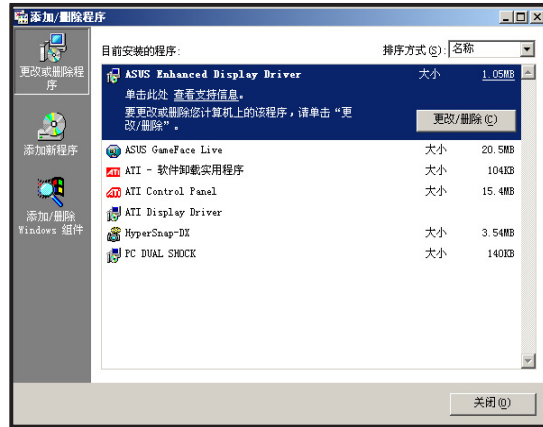 添加/删除程序
更改或删除程
序
添加新程序
添加/删除
Windows 组件
目前安装的程序:
排序方式(S): 名称
ASUS Enhanced Display Driver 大小 1.05MB
单击此处 查看支持信息。
要更改或删除您计算机上的该程序，请单击“更
改/删除”。
更改/删除(C)
ASUS GameFace Live 大小 20.5MB
ATI - 软件卸载实用程序 大小 104KB
ATI Control Panel 大小 15.4MB
ATI Display Driver
HyperSnap-DX 大小 3.54MB
PC DUAL SHOCK 大小 140KB
关闭(O)